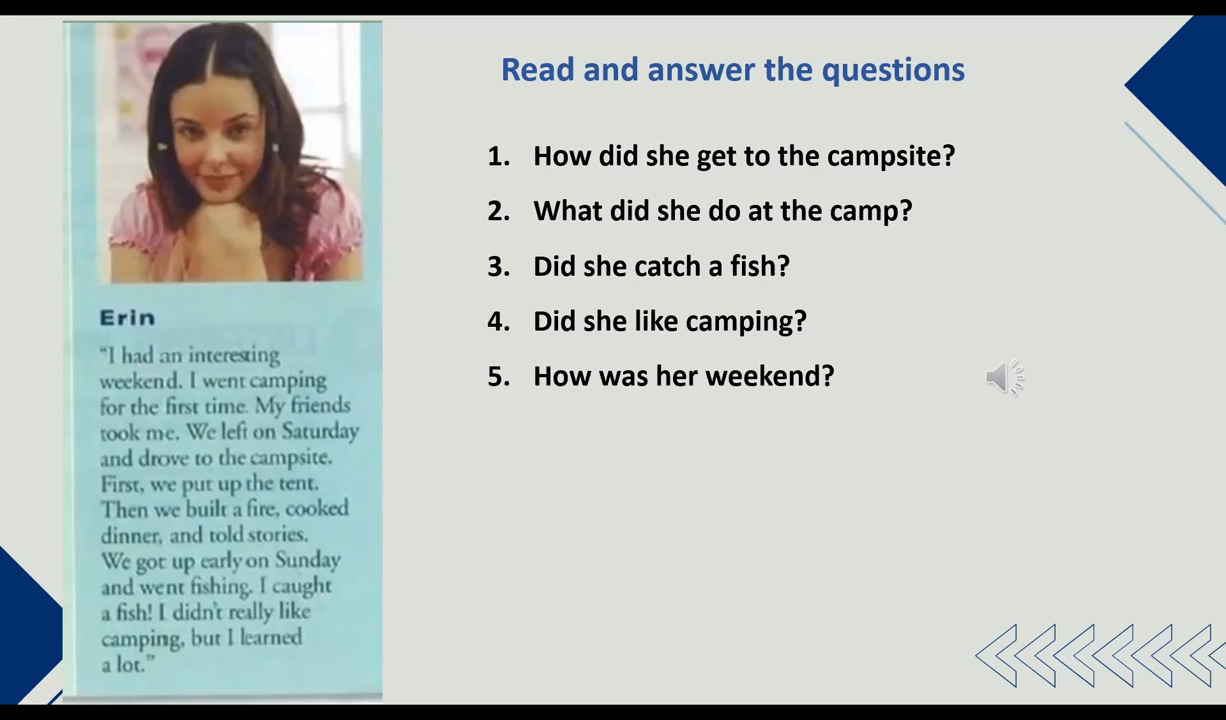 Read and answer the questions
1. How did she get to the campsite?
2. What did she do at the camp?
3. Did she catch a fish?
4. Did she like camping?
5. How was her weekend?
Erin
"I had an interesting
weekend. I went camping
for the first time. My friends
took me. We left on Saturday
and drove to the campsite.
First, we put up the tent.
Then we built a fire, cooked
dinner, and told stories.
We got up early on Sunday
and went fishing. I caught
a fish! I didn't really like
camping, but I learned
a lot."